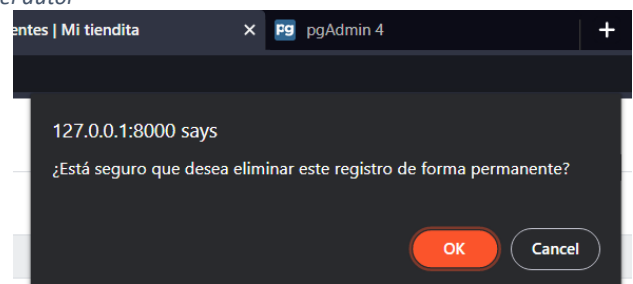 el autor
entes | Mi tiendita × Pg pgAdmin 4 +
127.0.0.1:8000 says
¿Está seguro que desea eliminar este registro de forma permanente?
OK Cancel